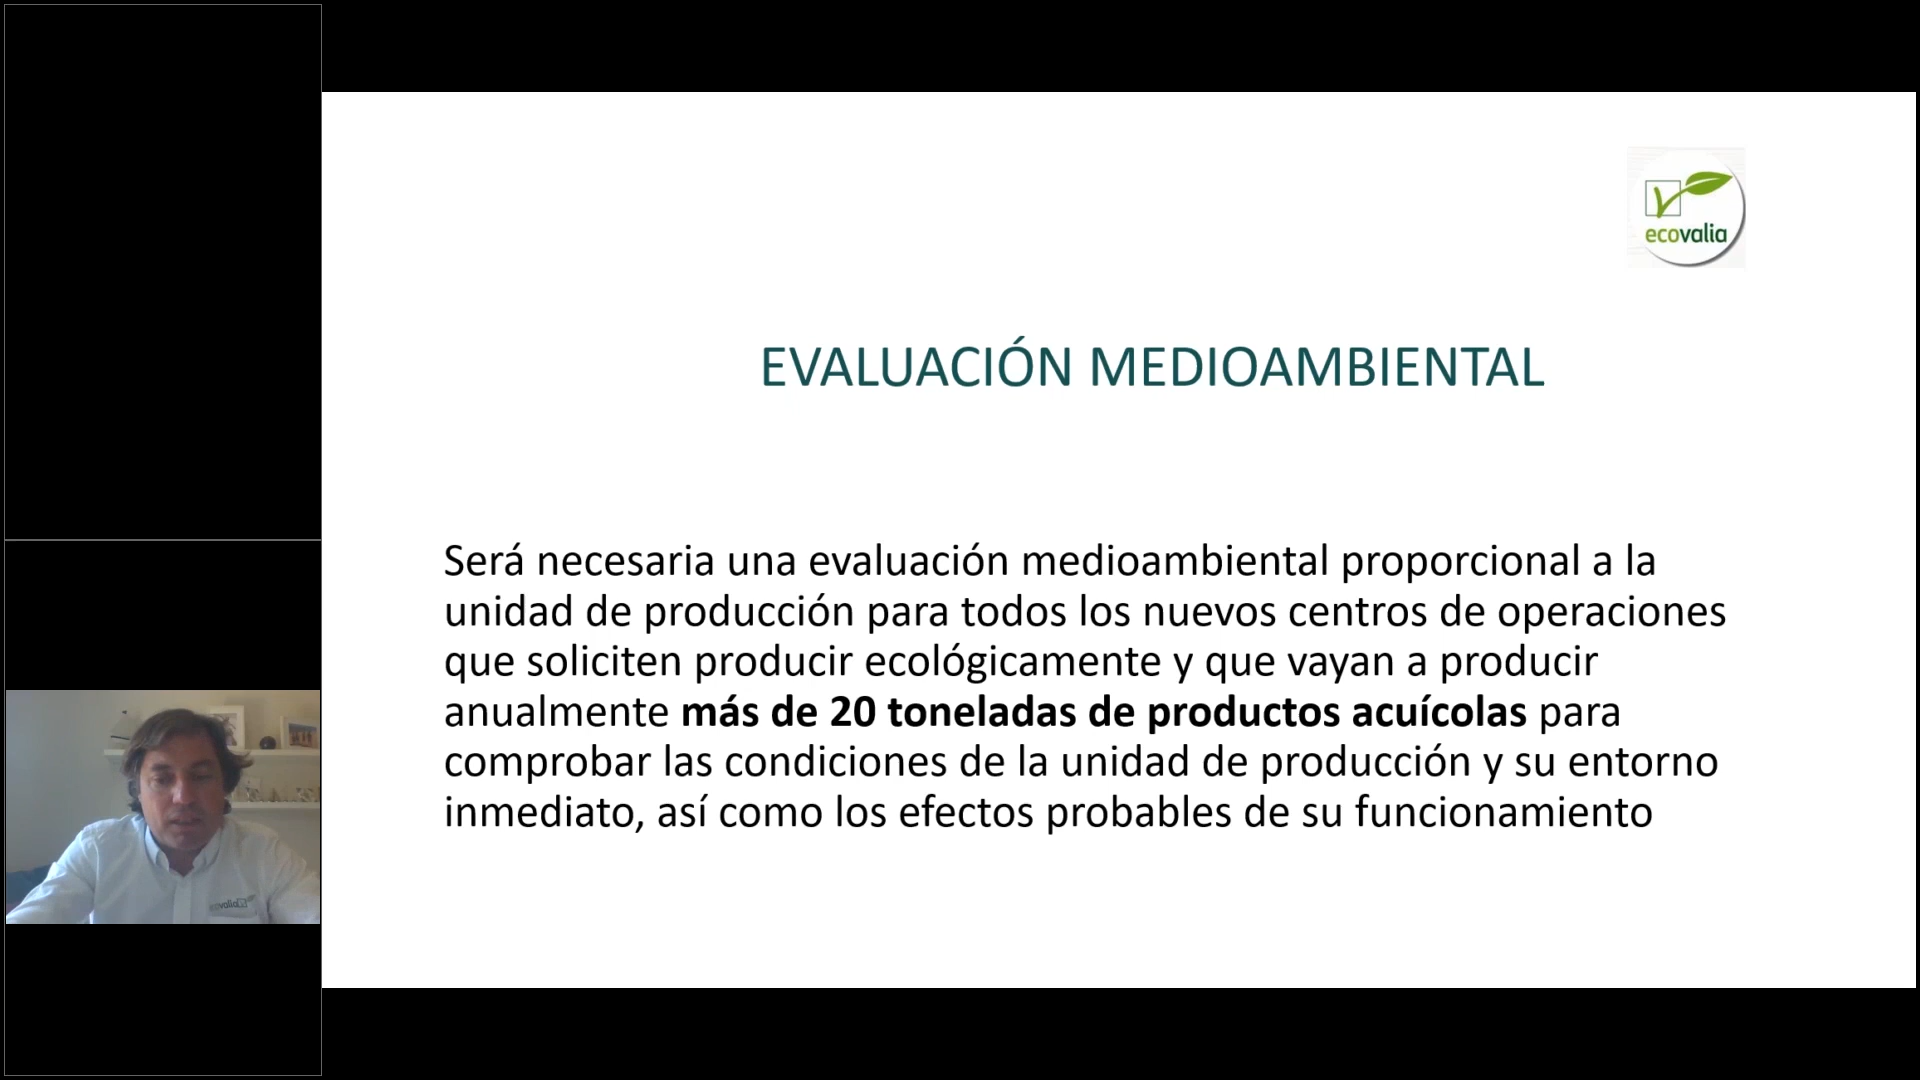 ecovalia
EVALUACIÓN MEDIOAMBIENTAL
Será necesaria una evaluación medioambiental proporcional a la
unidad de producción para todos los nuevos centros de operaciones
que soliciten producir ecológicamente y que vayan a producir
anualmente más de 20 toneladas de productos acuícolas para
comprobar las condiciones de la unidad de producción y su entorno
inmediato, así como los efectos probables de su funcionamiento
ecovalia